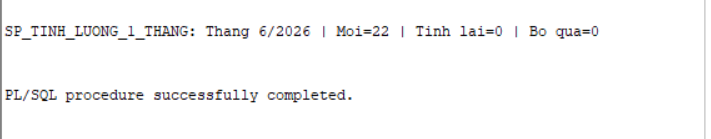 SP_TINH_LUONG_1_THANG: Thang 6/2026 | Moi=22 | Tinh lai=0 | Bo qua=0
PL/SQL procedure successfully completed.